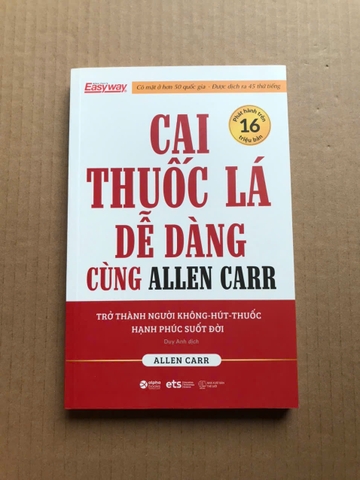 Easyway
Có mặt ở hơn 50 quốc gia - Được dịch ra 45 thứ tiếng
Phát hành trên
16
triệu bản
CAI
THUỐC LÁ
DỄ DÀNG
CÙNG ALLEN CARR
TRỞ THÀNH NGƯỜI KHÔNG-HÚT-THUỐC
HẠNH PHÚC SUỐT ĐỜI
Duy Anh dịch
ALLEN CARR
alpha
ets